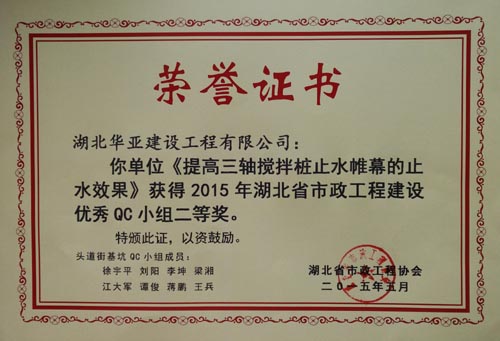 荣誉证书
湖北华亚建设工程有限公司：
你单位《提高三轴搅拌桩止水帷幕的止
水效果》获得2015年湖北省市政工程建设
优秀QC小组二等奖。
特颁此证，以资鼓励。
头道街基坑QC小组成员：
徐宇平 刘阳 李坤 梁湘
江大军 谭俊 蒋鹏 王兵
湖北省市政工程协会
二〇一五年五月